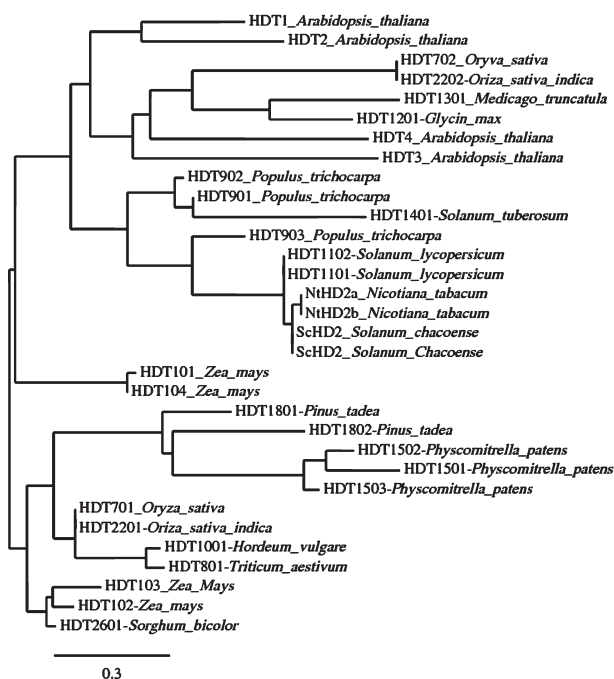 HDT1_Arabidopsis_thaliana
HDT2_Arabidopsis_thaliana
HDT702_Oryva_sativa
HDT2202-Oriza_sativa_indica
HDT1301_Medicago_truncatula
HDT1201-Glycin_max
HDT4_Arabidopsis_thaliana
HDT3_Arabidopsis_thaliana
HDT902_Populus_trichocarpa
HDT901_Populus_trichocarpa
HDT1401-Solanum_tuberosum
HDT903_Populus_trichocarpa
HDT1102-Solanum_lycopersicum
HDT1101-Solanum_lycopersicum
NtHD2a_Nicotiana_tabacum
NtHD2b_Nicotiana_tabacum
ScHD2_Solanum_chacoense
ScHD2_Solanum_Chacoense
HDT101_Zea_mays
HDT104_Zea_mays
HDT1801-Pinus_tadea
HDT1802-Pinus_tadea
HDT1502-Physcomitrella_patens
HDT1501-Physcomitrella_patens
HDT1503-Physcomitrella_patens
HDT701_Oryza_sativa
HDT2201-Oriza_sativa_indica
HDT1001-Hordeum_vulgare
HDT801-Triticum_aestivum
HDT103_Zea_Mays
HDT102-Zea_mays
HDT2601-Sorghum_bicolor
0.3